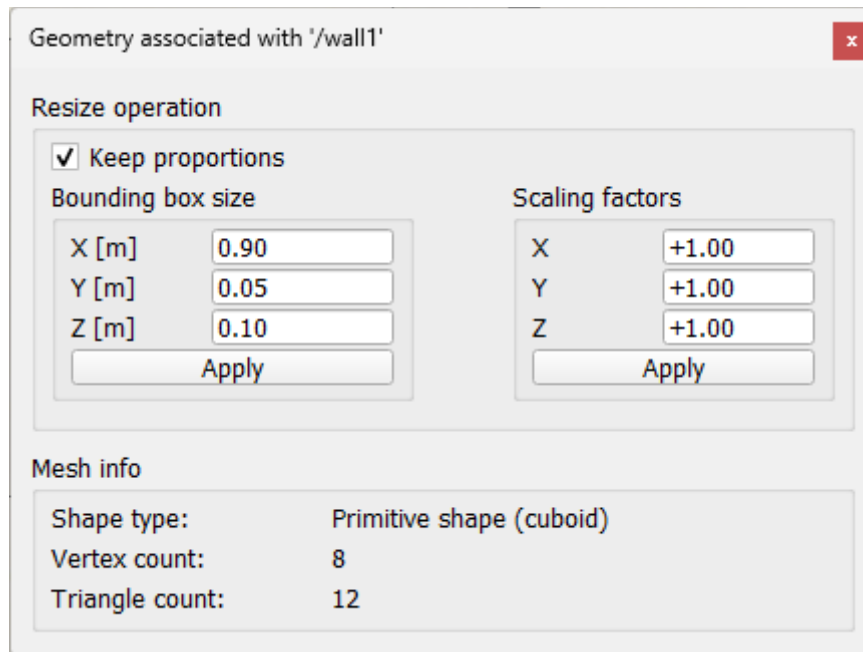 Geometry associated with '/wall1'
x
Resize operation
Keep proportions
Bounding box size
Scaling factors
X [m] 0.90
Y [m] 0.05
Z [m] 0.10
Apply
X +1.00
Y +1.00
Z +1.00
Apply
Mesh info
Shape type: Primitive shape (cuboid)
Vertex count: 8
Triangle count: 12